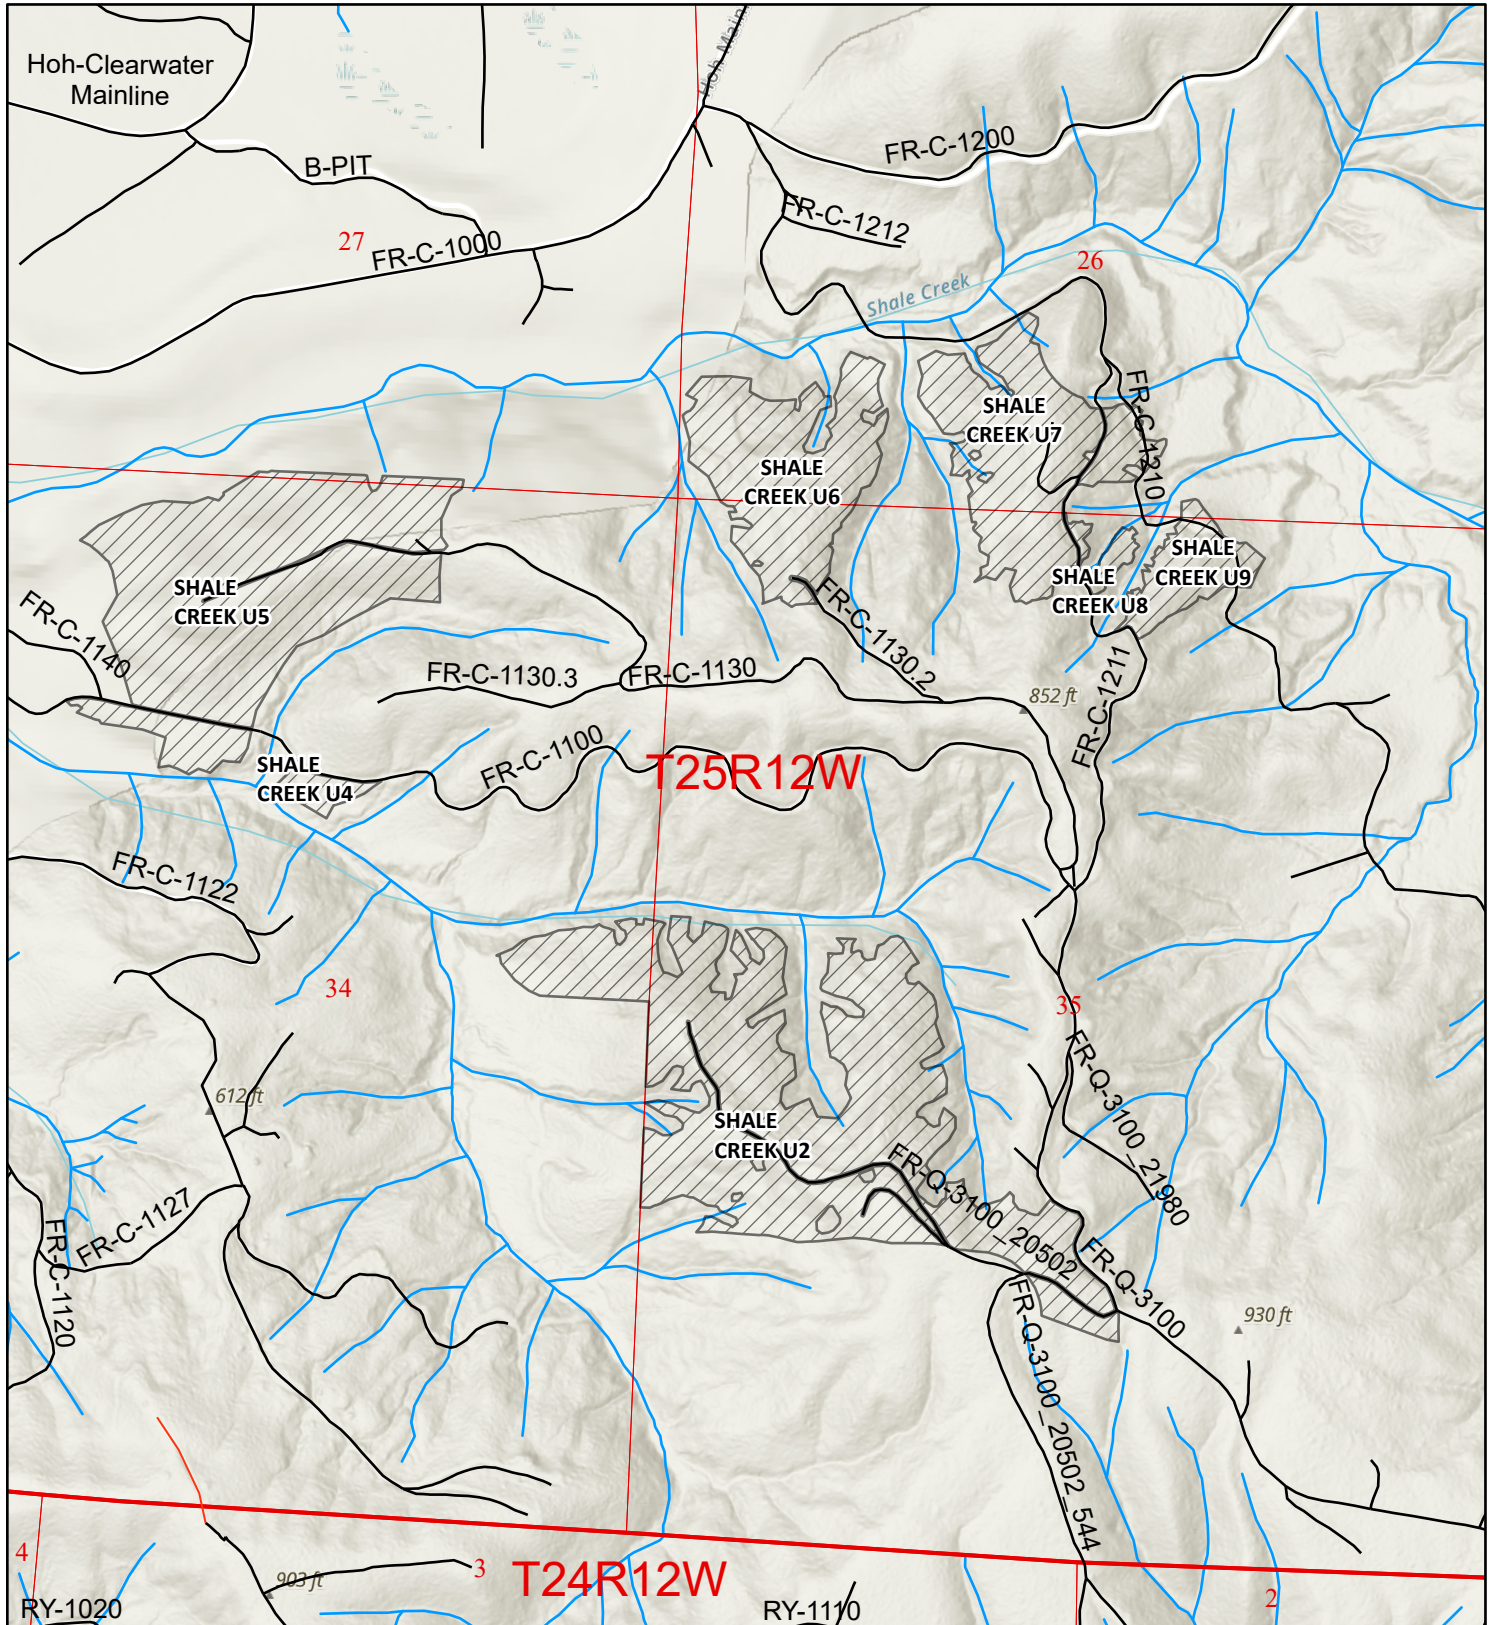 Hoh-Clearwater
Mainline
Hoh Main
B-PIT
FR-C-1200
FR-C-1212
27
FR-C-1000
26
Shale Creek
FR-C-1210
SHALE
CREEK U7
SHALE
CREEK U6
SHALE
CREEK U9
SHALE
CREEK U8
SHALE
CREEK U5
FR-C-1140
FR-C-1130.2
FR-C-1130.3
FR-C-1130
852 ft
FR-C-1211
FR-C-1100
T25R12W
SHALE
CREEK U4
FR-C-1122
34
35
612 ft
FR-Q-3100_21980
SHALE
CREEK U2
FR-Q-3100_20502
FR-C-1127
FR-C-1120
FR-Q-3100
930 ft
FR-Q-3100_20502_544
4
3
T24R12W
903 ft
2
RY-1020
RY-1110